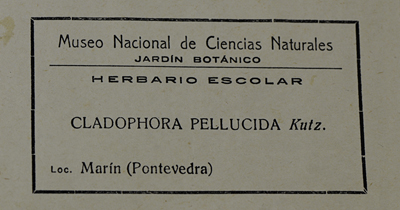 Museo Nacional de Ciencias Naturales
JARDÍN BOTÁNICO
HERBARIO ESCOLAR
CLADOPHORA PELLUCIDA Kutz.
Loc. Marín (Pontevedra)